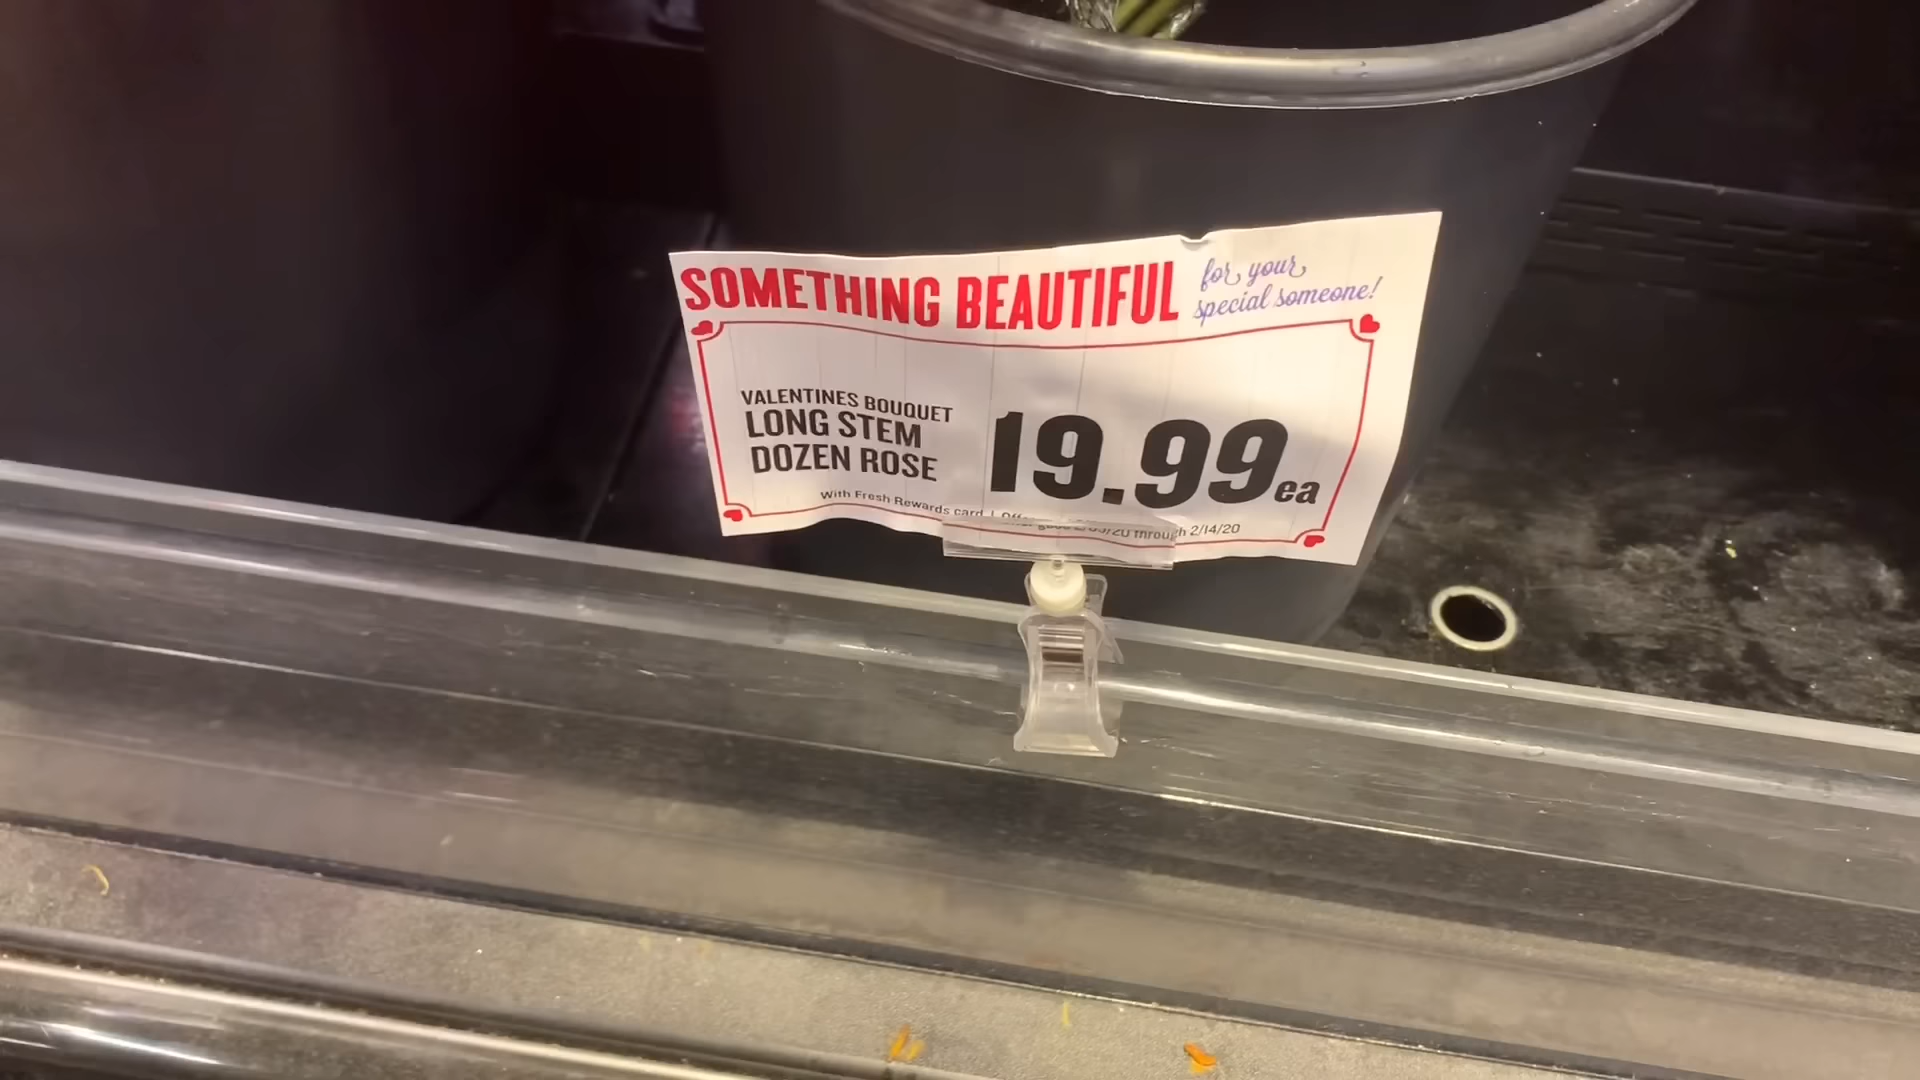 SOMETHING BEAUTIFUL
for your
special someone!
VALENTINES BOUQUET
LONG STEM
DOZEN ROSE
19.99ea
With Fresh Rewards card | through 2/14/20